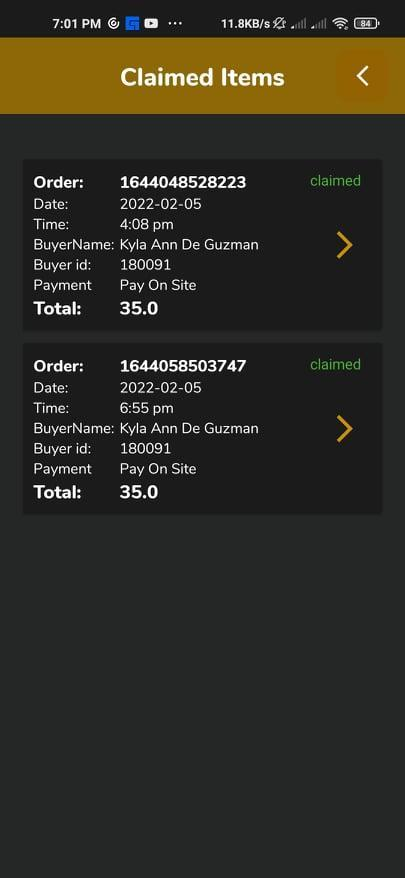 7:01 PM ... 11.8KB/s 84
Claimed Items
Order: 1644048528223 claimed
Date: 2022-02-05
Time: 4:08 pm
BuyerName: Kyla Ann De Guzman
Buyer id: 180091
Payment Pay On Site
Total: 35.0
Order: 1644058503747 claimed
Date: 2022-02-05
Time: 6:55 pm
BuyerName: Kyla Ann De Guzman
Buyer id: 180091
Payment Pay On Site
Total: 35.0